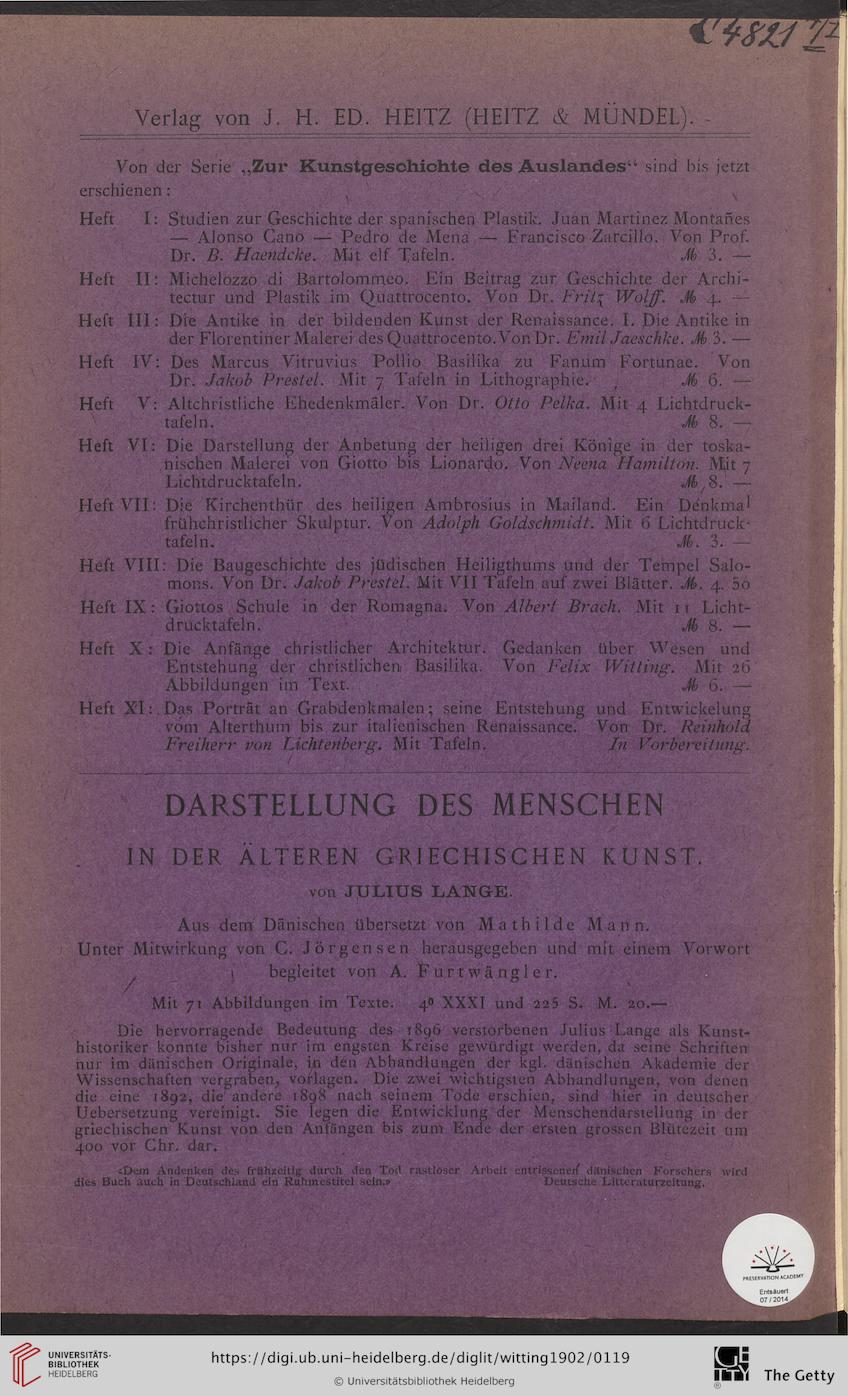 C 4821
Verlag von J. H. ED. HEITZ (HEITZ & MÜNDEL).
Von der Serie „Zur Kunstgeschichte des Auslandes“ sind bis jetzt
erschienen:
Heft I: Studien zur Geschichte der spanischen Plastik. Juan Martinez Montañes
— Alonso Cano — Pedro de Mena — Francisco Zarcillo. Von Prof.
Dr. B. Haendcke. Mit elf Tafeln. ℳ 3. —
Heft II: Michelozzo di Bartolommeo. Ein Beitrag zur Geschichte der Archi-
tectur und Plastik im Quattrocento. Von Dr. Fritz Wolff. ℳ 4. —
Heft III: Die Antike in der bildenden Kunst der Renaissance. I. Die Antike in
der Florentiner Malerei des Quattrocento. Von Dr. Emil Jaeschke. ℳ 3. —
Heft IV: Des Marcus Vitruvius Pollio Basilika zu Fanum Fortunae. Von
Dr. Jakob Prestel. Mit 7 Tafeln in Lithographie. ℳ 6. —
Heft V: Altchristliche Ehedenkmäler. Von Dr. Otto Pelka. Mit 4 Lichtdruck-
tafeln. ℳ 8. —
Heft VI: Die Darstellung der Anbetung der heiligen drei Könige in der toska-
nischen Malerei von Giotto bis Lionardo. Von Neena Hamilton. Mit 7
Lichtdrucktafeln. ℳ 8. —
Heft VII: Die Kirchenthür des heiligen Ambrosius in Mailand. Ein Denkmal
frühchristlicher Skulptur. Von Adolph Goldschmidt. Mit 6 Lichtdruck-
tafeln. ℳ. 3. —
Heft VIII: Die Baugeschichte des jüdischen Heiligthums und der Tempel Salo-
mons. Von Dr. Jakob Prestel. Mit VII Tafeln auf zwei Blätter. ℳ. 4. 50
Heft IX: Giottos Schule in der Romagna. Von Albert Brach. Mit 11 Licht-
drucktafeln. ℳ 8. —
Heft X: Die Anfänge christlicher Architektur. Gedanken über Wesen und
Entstehung der christlichen Basilika. Von Felix Witting. Mit 26
Abbildungen im Text. ℳ 6. —
Heft XI: Das Porträt an Grabdenkmalen; seine Entstehung und Entwickelung
vom Alterthum bis zur italienischen Renaissance. Von Dr. Reinhold
Freiherr von Lichtenberg. Mit Tafeln. In Vorbereitung.
DARSTELLUNG DES MENSCHEN
IN DER ÄLTEREN GRIECHISCHEN KUNST.
von JULIUS LANGE.
Aus dem Dänischen übersetzt von Mathilde Mann.
Unter Mitwirkung von C. Jörgensen herausgegeben und mit einem Vorwort
begleitet von A. Furtwängler.
Mit 71 Abbildungen im Texte. 4⁰ XXXI und 225 S. M. 20.—
Die hervorragende Bedeutung des 1896 verstorbenen Julius Lange als Kunst-
historiker konnte bisher nur im engsten Kreise gewürdigt werden, da seine Schriften
nur im dänischen Originale, in den Abhandlungen der kgl. dänischen Akademie der
Wissenschaften vergraben, vorlagen. Die zwei wichtigsten Abhandlungen, von denen
die eine 1892, die andere 1898 nach seinem Tode erschien, sind hier in deutscher
Uebersetzung vereinigt. Sie legen die Entwicklung der Menschendarstellung in der
griechischen Kunst von den Anfängen bis zum Ende der ersten grossen Blütezeit um
400 vor Chr. dar.
«Dem Andenken des frühzeitig durch den Tod rastloser Arbeit entrissenen dänischen Forschers wird
dies Buch auch in Deutschland ein Ruhmestitel sein.» Deutsche Litteraturzeitung.
PRESERVATION ACADEMY
Entsäuert
07 / 2014
UNIVERSITÄTS-
BIBLIOTHEK
HEIDELBERG
https://digi.ub.uni-heidelberg.de/diglit/witting1902/0119
© Universitätsbibliothek Heidelberg
The Getty